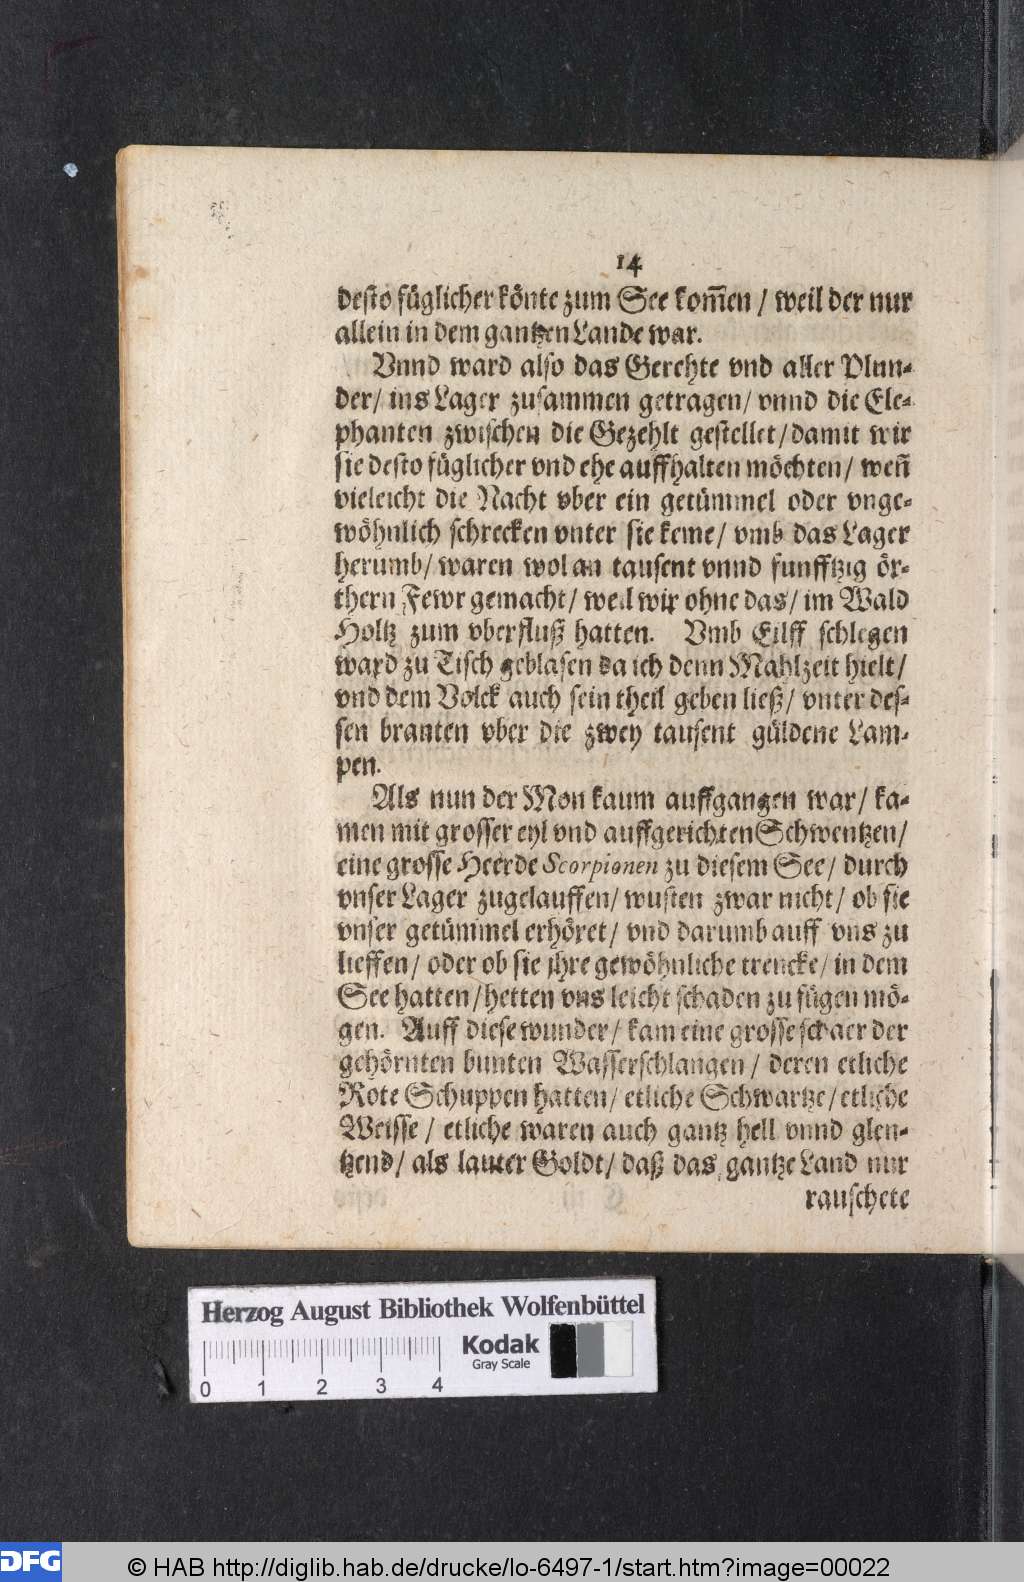 14
desto füglicher könte zum See kom̄en / weil der nur
allein in dem gantzen Lande war.
Vnnd ward also das Gerehte vnd aller Plun-
der/ ins Lager zusammen getragen/ vnnd die Ele-
phanten zwischen die Gezehlt gestellet/ damit wir
sie desto füglicher vnd ehe auffhalten möchten/ wen̄
vieleicht die Nacht vber ein getümmel oder vnge-
wöhnlich schrecken vnter sie keme/ vmb das Lager
herumb/ waren wol an tausent vnnd funfftzig ör-
thern Fewr gemacht/ weil wir ohne das/ im Wald
Holtz zum vberfluß hatten. Vmb Eilff schlegen
ward zu Tisch geblasen da ich denn Mahlzeit hielt/
vnd dem Volck auch sein theil geben ließ/ vnter des-
sen branten vber die zwey tausent güldene Lam-
pen.
Als nun der Mon kaum auffgangen war/ ka-
men mit grosser eyl vnd auffgerichten Schwentzen/
eine grosse Heerde Scorpionen zu diesem See/ durch
vnser Lager zugelauffen/ wusten zwar nicht/ ob sie
vnser getümmel erhöret/ vnd darumb auff vns zu
lieffen/ oder ob sie ihre gewöhnliche trencke/ in dem
See hatten/ hetten vns leicht schaden zu fügen mö-
gen. Auff diese wunder/ kam eine grosse schaer der
gehörnten bunten Wasserschlangen / deren etliche
Rote Schuppen hatten/ etliche Schwartze/ etliche
Weisse / etliche waren auch gantz hell vnnd glen-
tzend/ als lauter Goldt/ daß das gantze Land nur
rauschete
Herzog August Bibliothek Wolfenbüttel
Kodak
Gray Scale
0 1 2 3 4
DFG
© HAB http://diglib.hab.de/drucke/lo-6497-1/start.htm?image=00022